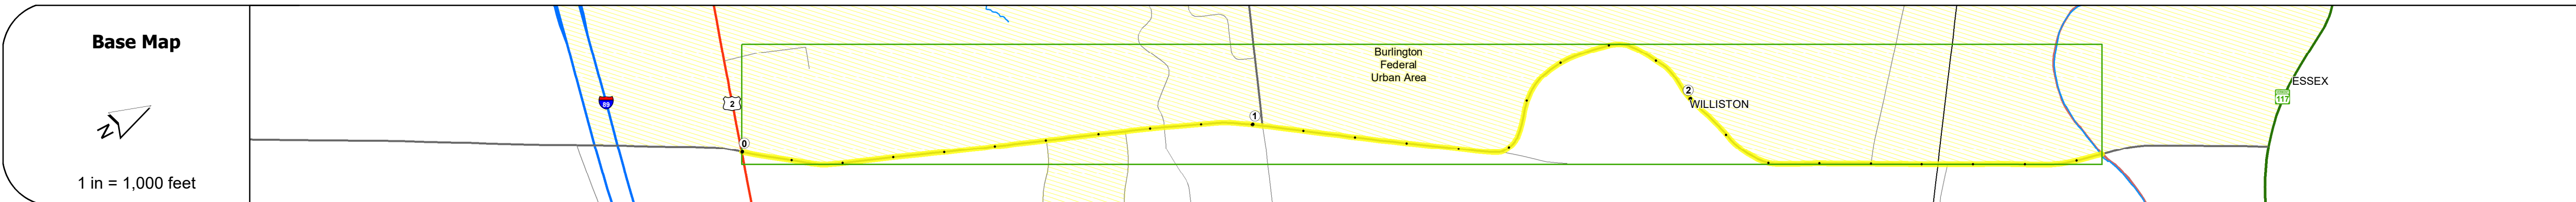 Base Map
N
1 in = 1,000 feet
89
2
0
1
Burlington
Federal
Urban Area
2
WILLISTON
ESSEX
117